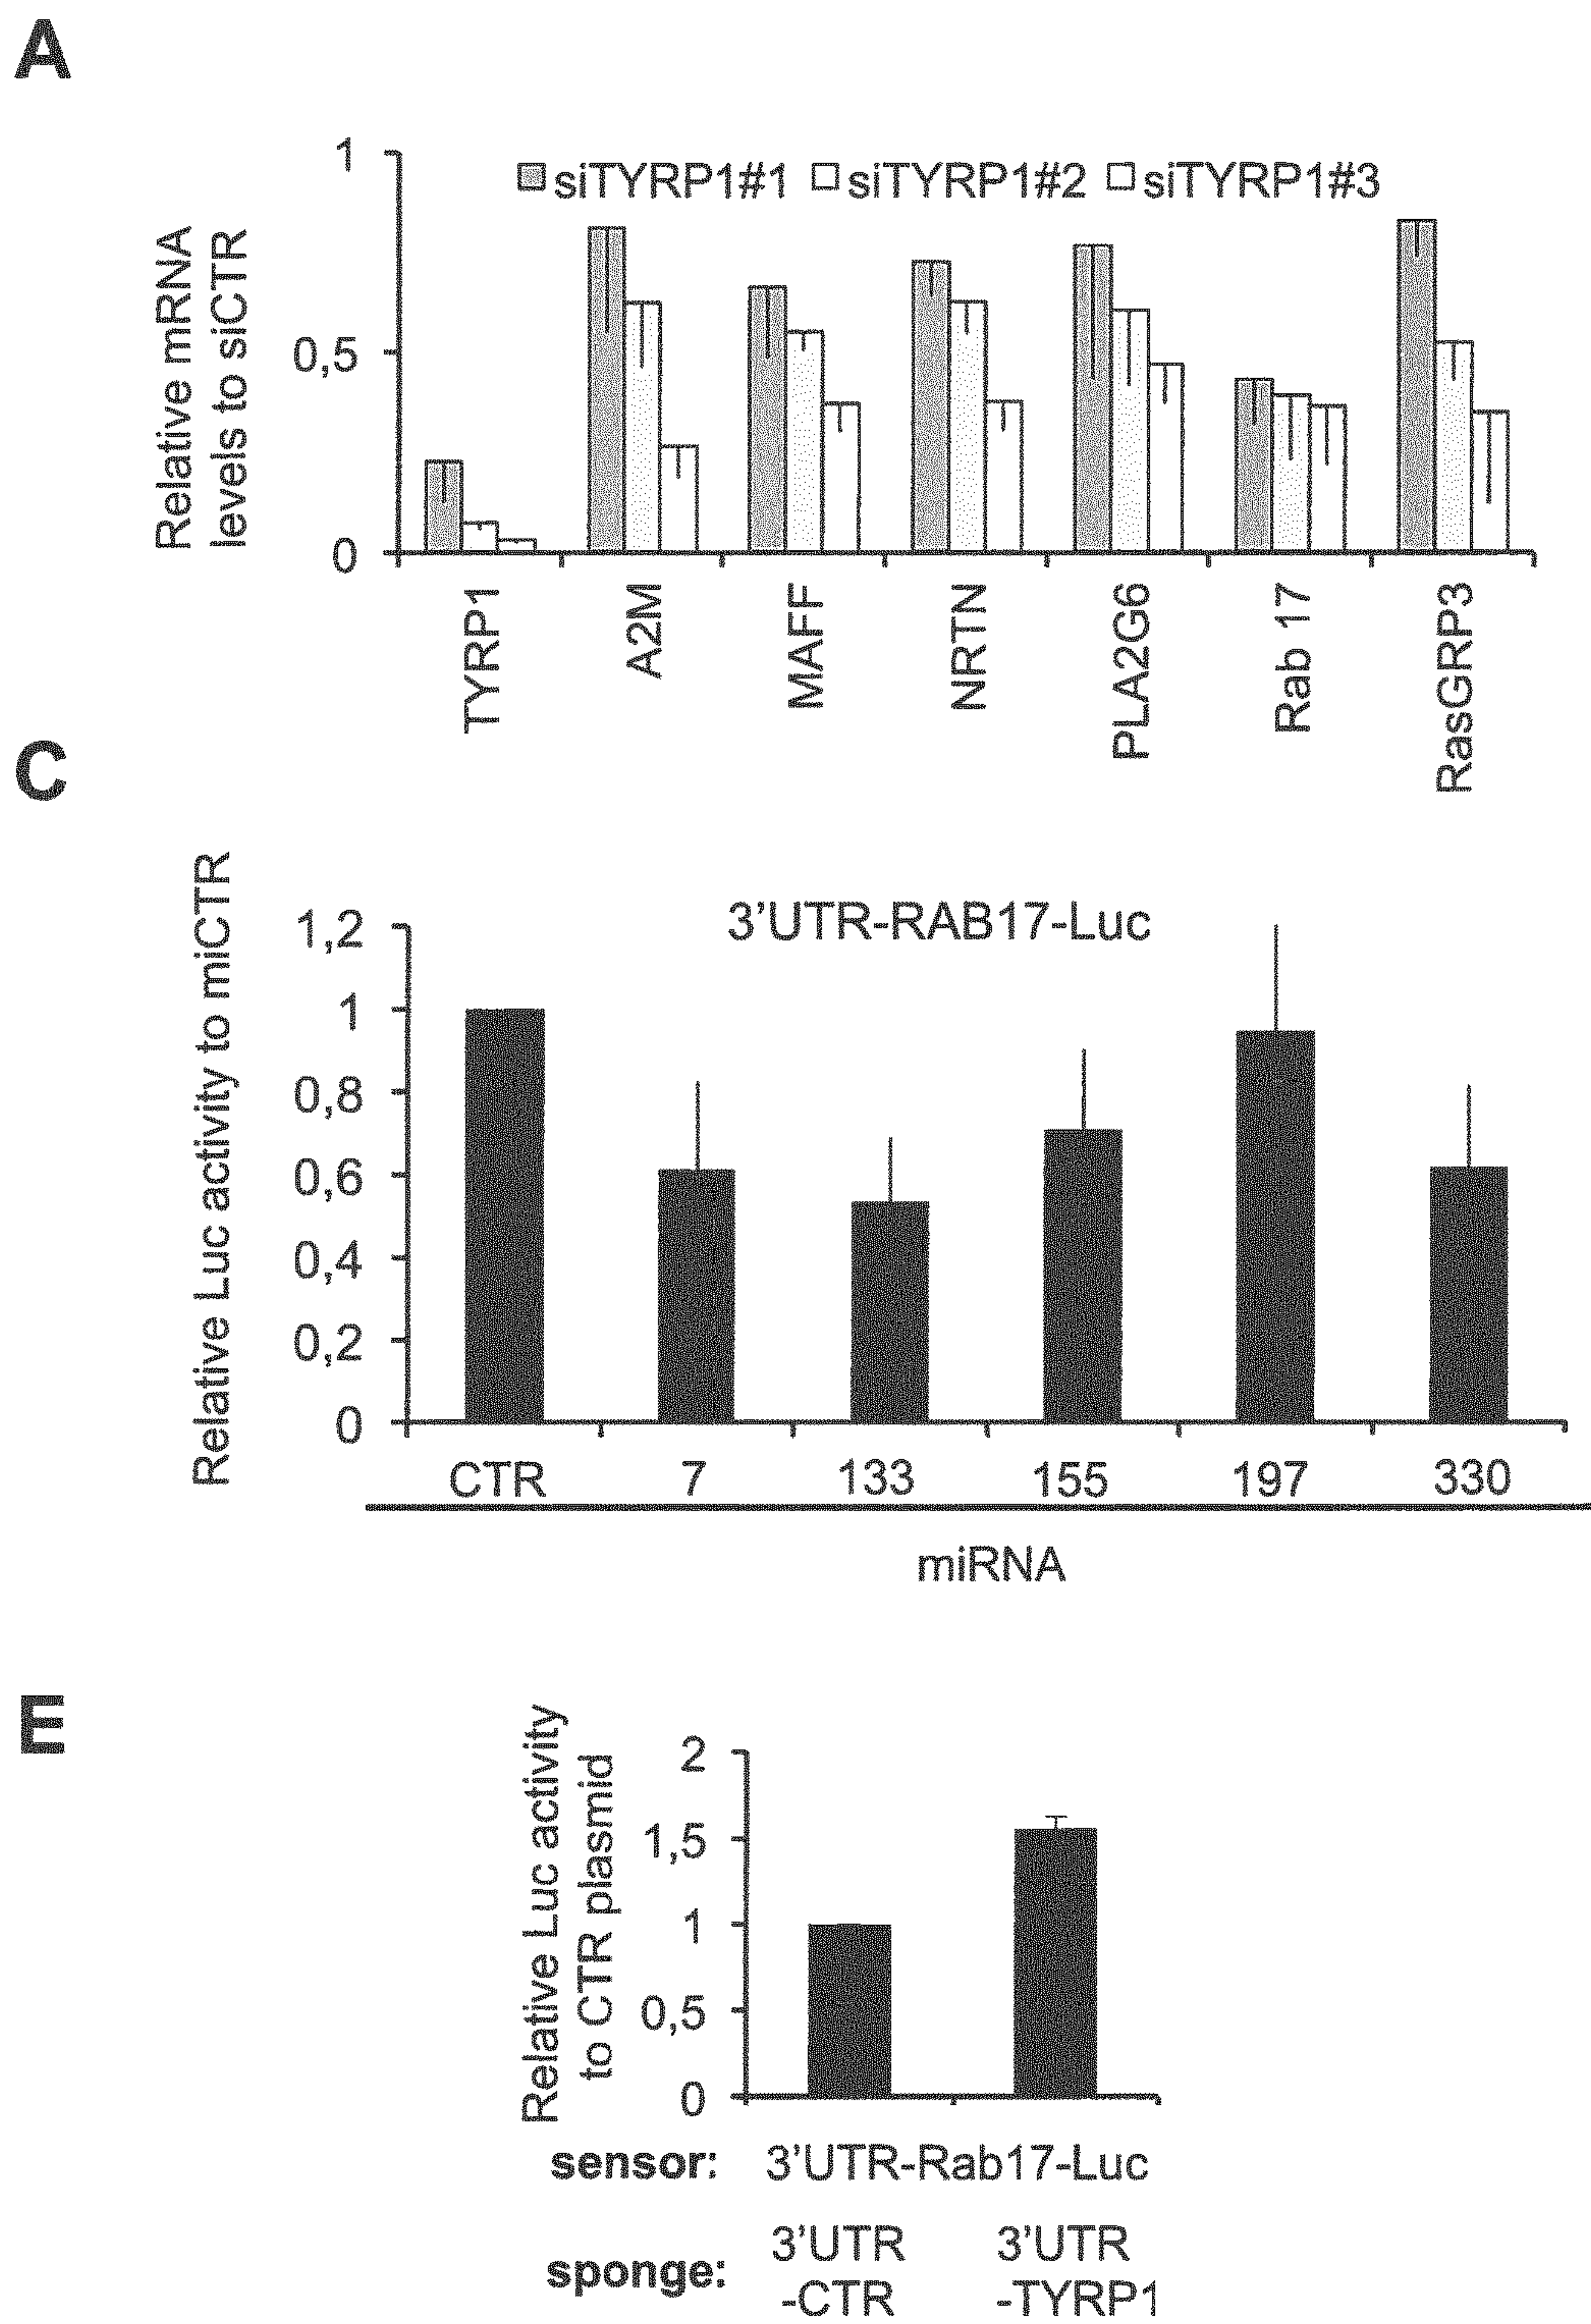 A
Relative mRNA
levels to siCTR
1
0,5
0
siTYRP1#1 siTYRP1#2 siTYRP1#3
TYRP1
A2M
MAFF
NRTN
PLA2G6
Rab 17
RasGRP3
C
Relative Luc activity to miCTR
3'UTR-RAB17-Luc
1,2
1
0,8
0,6
0,4
0,2
0
CTR 7 133 155 197 330
miRNA
E
Relative Luc activity
to CTR plasmid
2
1,5
1
0,5
0
sensor: 3'UTR-Rab17-Luc
sponge: 3'UTR 3'UTR
-CTR -TYRP1